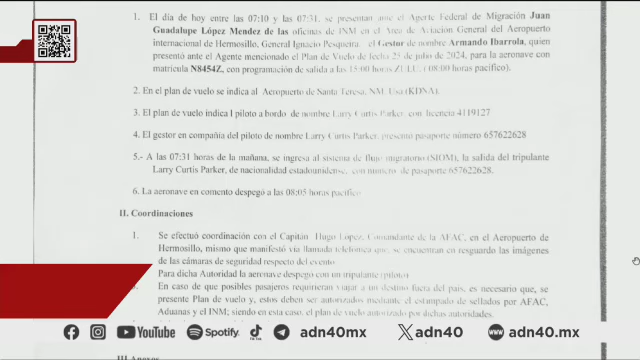 1. El día de hoy entre las 07:10 y las 07:31, se presentan ante el Agente Federal de Migración Juan
Guadalupe López Mendez de las oficinas de INM en el Área de Aviación General del Aeropuerto
internacional de Hermosillo, General Ignacio Pesqueira el Gestor de nombre Armando Ibarrola, quien
presentó ante el Agente mencionado el Plan de Vuelo de fecha 25 de julio de 2024, para la aeronave con
matricula N8454Z, con programación de salida a las 15:00 horas ZULU ( 08:00 horas pacifico).
2. En el plan de vuelo se indica al Aeropuerto de Santa Teresa, NM, Usa (KDNA).
3. El plan de vuelo indica 1 piloto a bordo de nombre Larry Curtis Parker, con licencia 4119127
4. El gestor en compañía del piloto de nombre Larry Curtis Parker, presentó pasaporte número 657622628
5.- A las 07:31 horas de la mañana, se ingresa al sistema de flujo migratorio (SIOM), la salida del tripulante
Larry Curtis Parker, de nacionalidad estadounidense, con número de pasaporte 657622628.
6. La aeronave en comento despegó a las 08:05 horas pacifico
II. Coordinaciones
1. Se efectuó coordinación con el Capitán Hugo López, Comandante de la AFAC, en el Aeropuerto de
Hermosillo, mismo que manifestó vía llamada telefónica que, se encuentran en resguardo las imágenes
de las cámaras de seguridad respecto del evento
Para dicha Autoridad la aeronave despegó con un tripulante (piloto)
En caso de que posibles pasajeros requirieran viajar a un destino fuera del país, es necesario que, se
presente Plan de vuelo y, estos deber ser autorizados mediante el estampado de sellados por AFAC,
Aduanas y el INM; siendo en este caso, el plan de vuelo autorizado por dichas autoridades.
YouTube Spotify TikTok adn40mx adn40 www adn40.mx
III Anexos